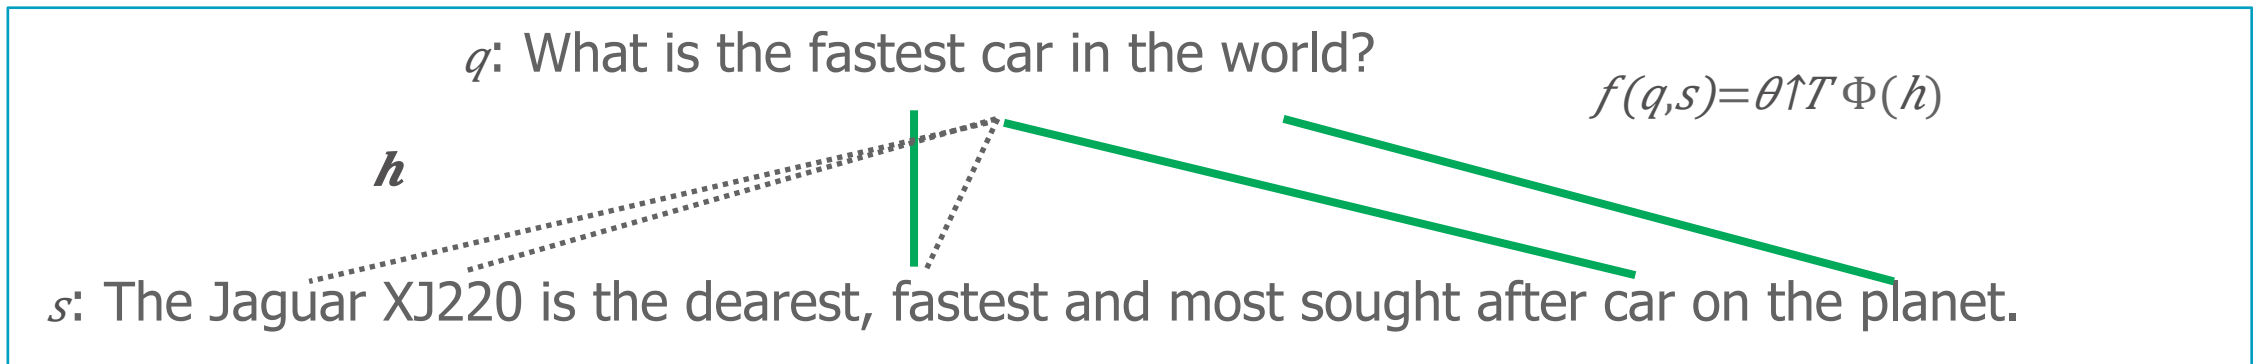 q: What is the fastest car in the world?
f(q,s)=θ↑T Φ(h)
h
s: The Jaguar XJ220 is the dearest, fastest and most sought after car on the planet.